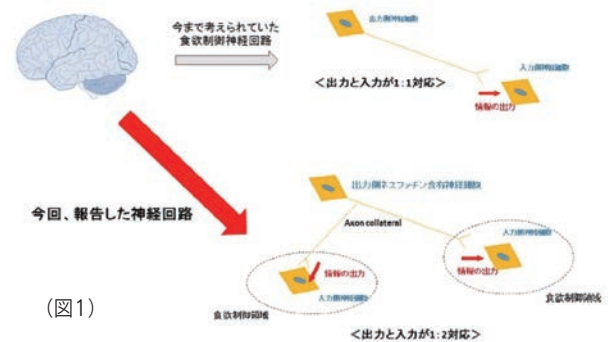 今まで考えられていた
食欲制御神経回路
出力側神経細胞
入力側神経細胞
情報の出力
<出力と入力が1:1対応>
今回、報告した神経回路
出力側ネスファチン含有神経細胞
Axon collateral
入力側神経細胞
情報の出力
食欲制御領域
情報の出力
入力側神経細胞
食欲制御領域
<出力と入力が1:2対応>
(図1)